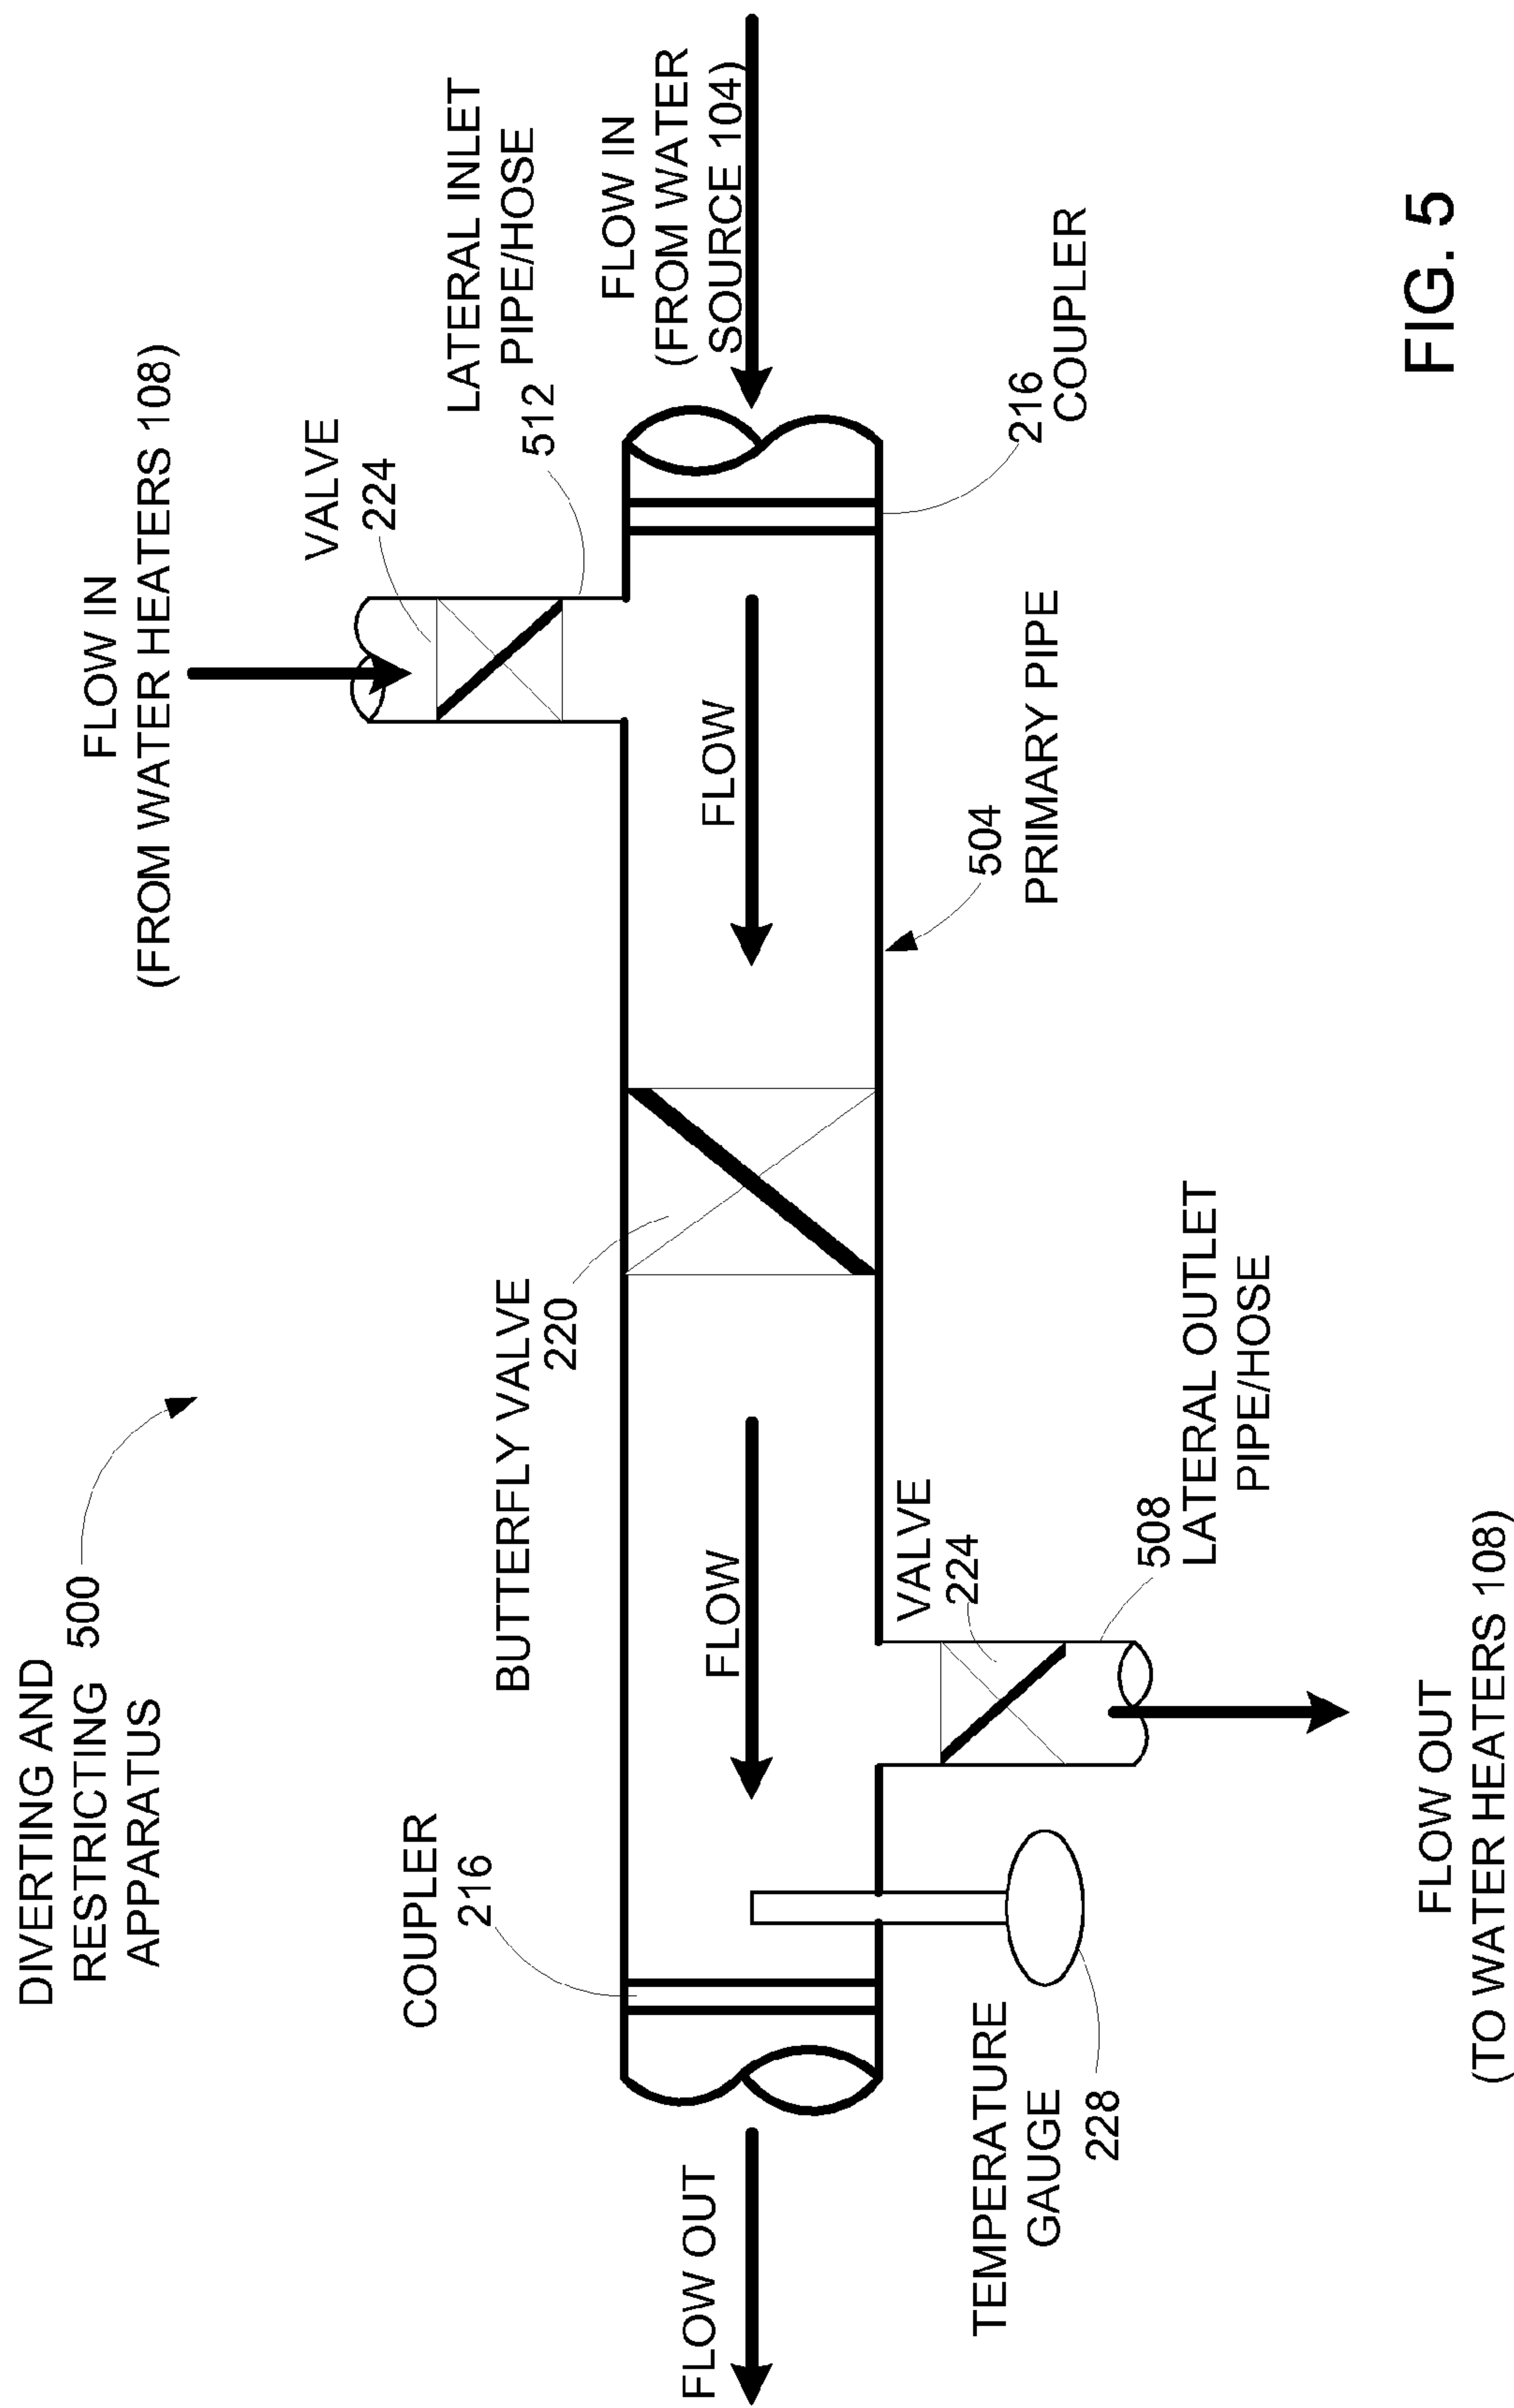 DIVERTING AND
RESTRICTING 500
APPARATUS
FLOW IN
(FROM WATER HEATERS 108)
VALVE
224
COUPLER
216
LATERAL INLET
PIPE/HOSE
512
BUTTERFLY VALVE
220
FLOW IN
(FROM WATER
SOURCE 104)
FLOW OUT
FLOW
FLOW
VALVE
224
504
PRIMARY PIPE
216
COUPLER
TEMPERATURE
GAUGE
228
508
LATERAL OUTLET
PIPE/HOSE
FLOW OUT
(TO WATER HEATERS 108)
FIG. 5